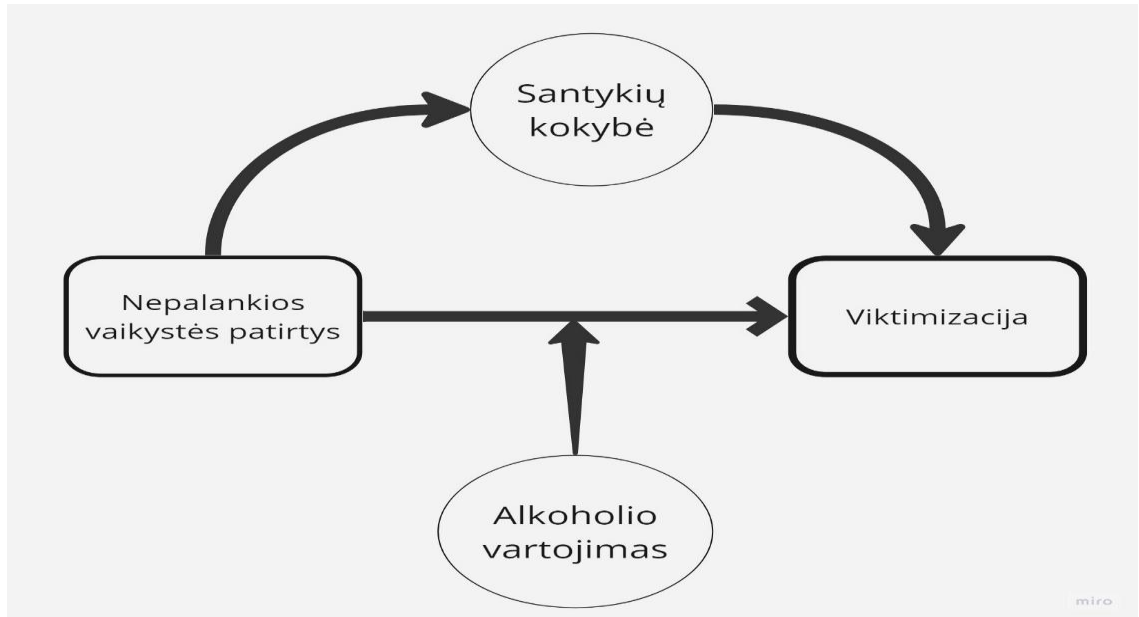 Santykių
kokybė
Nepalankios
vaikystės patirtys
Viktimizacija
Alkoholio
vartojimas
miro